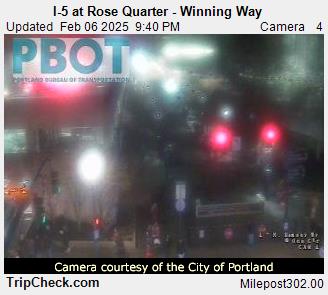 I-5 at Rose Quarter - Winning Way
Updated Feb 06 2025 9:40 PM Camera 4
PBOT
PORTLAND BUREAU OF TRANSPORTATION
Camera courtesy of the City of Portland
TripCheck.com Milepost302.00